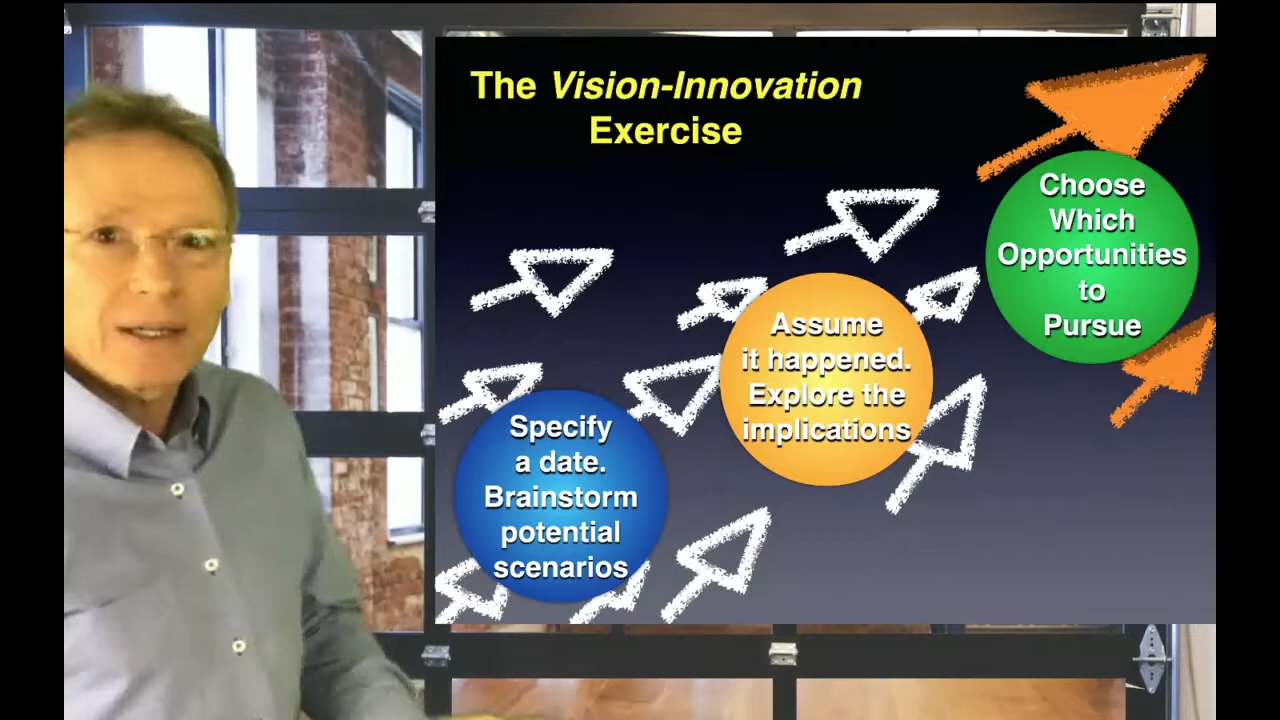 The Vision-Innovation
Exercise
Specify
a date.
Brainstorm
potential
scenarios
Assume
it happened.
Explore the
implications
Choose
Which
Opportunities
to
Pursue